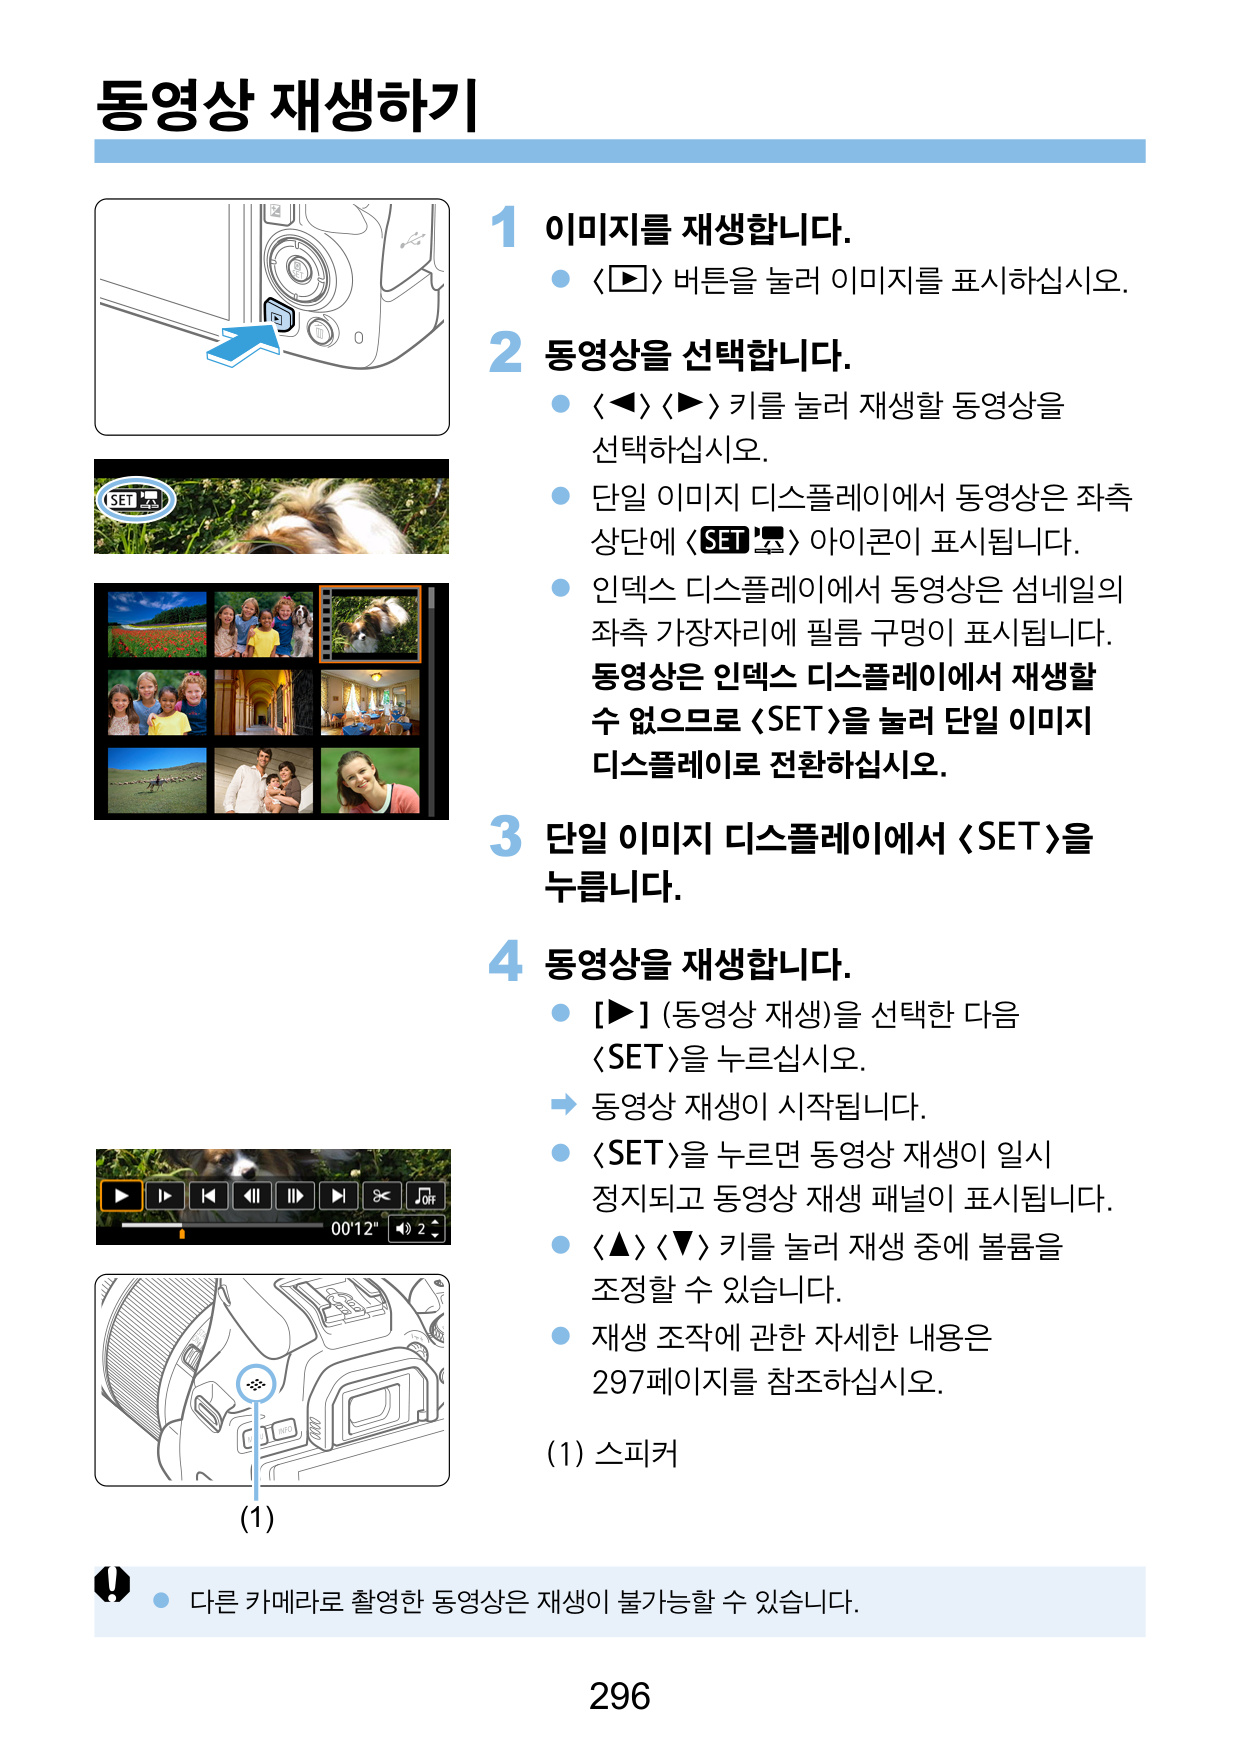 동영상 재생하기
1 이미지를 재생합니다.
● <▶> 버튼을 눌러 이미지를 표시하십시오.
2 동영상을 선택합니다.
● <◀><▶> 키를 눌러 재생할 동영상을
선택하십시오.
● 단일 이미지 디스플레이에서 동영상은 좌측
상단에 <SET🎥> 아이콘이 표시됩니다.
● 인덱스 디스플레이에서 동영상은 섬네일의
좌측 가장자리에 필름 구멍이 표시됩니다.
동영상은 인덱스 디스플레이에서 재생할
수 없으므로 <SET>을 눌러 단일 이미지
디스플레이로 전환하십시오.
SET
3 단일 이미지 디스플레이에서 <SET>을
누릅니다.
4 동영상을 재생합니다.
● [▶] (동영상 재생)을 선택한 다음
<SET>을 누르십시오.
➡ 동영상 재생이 시작됩니다.
● <SET>을 누르면 동영상 재생이 일시
정지되고 동영상 재생 패널이 표시됩니다.
● <▲><▼> 키를 눌러 재생 중에 볼륨을
조정할 수 있습니다.
● 재생 조작에 관한 자세한 내용은
297페이지를 참조하십시오.
(1) 스피커
OFF
00'12" 2
INFO
(1)
● 다른 카메라로 촬영한 동영상은 재생이 불가능할 수 있습니다.
296